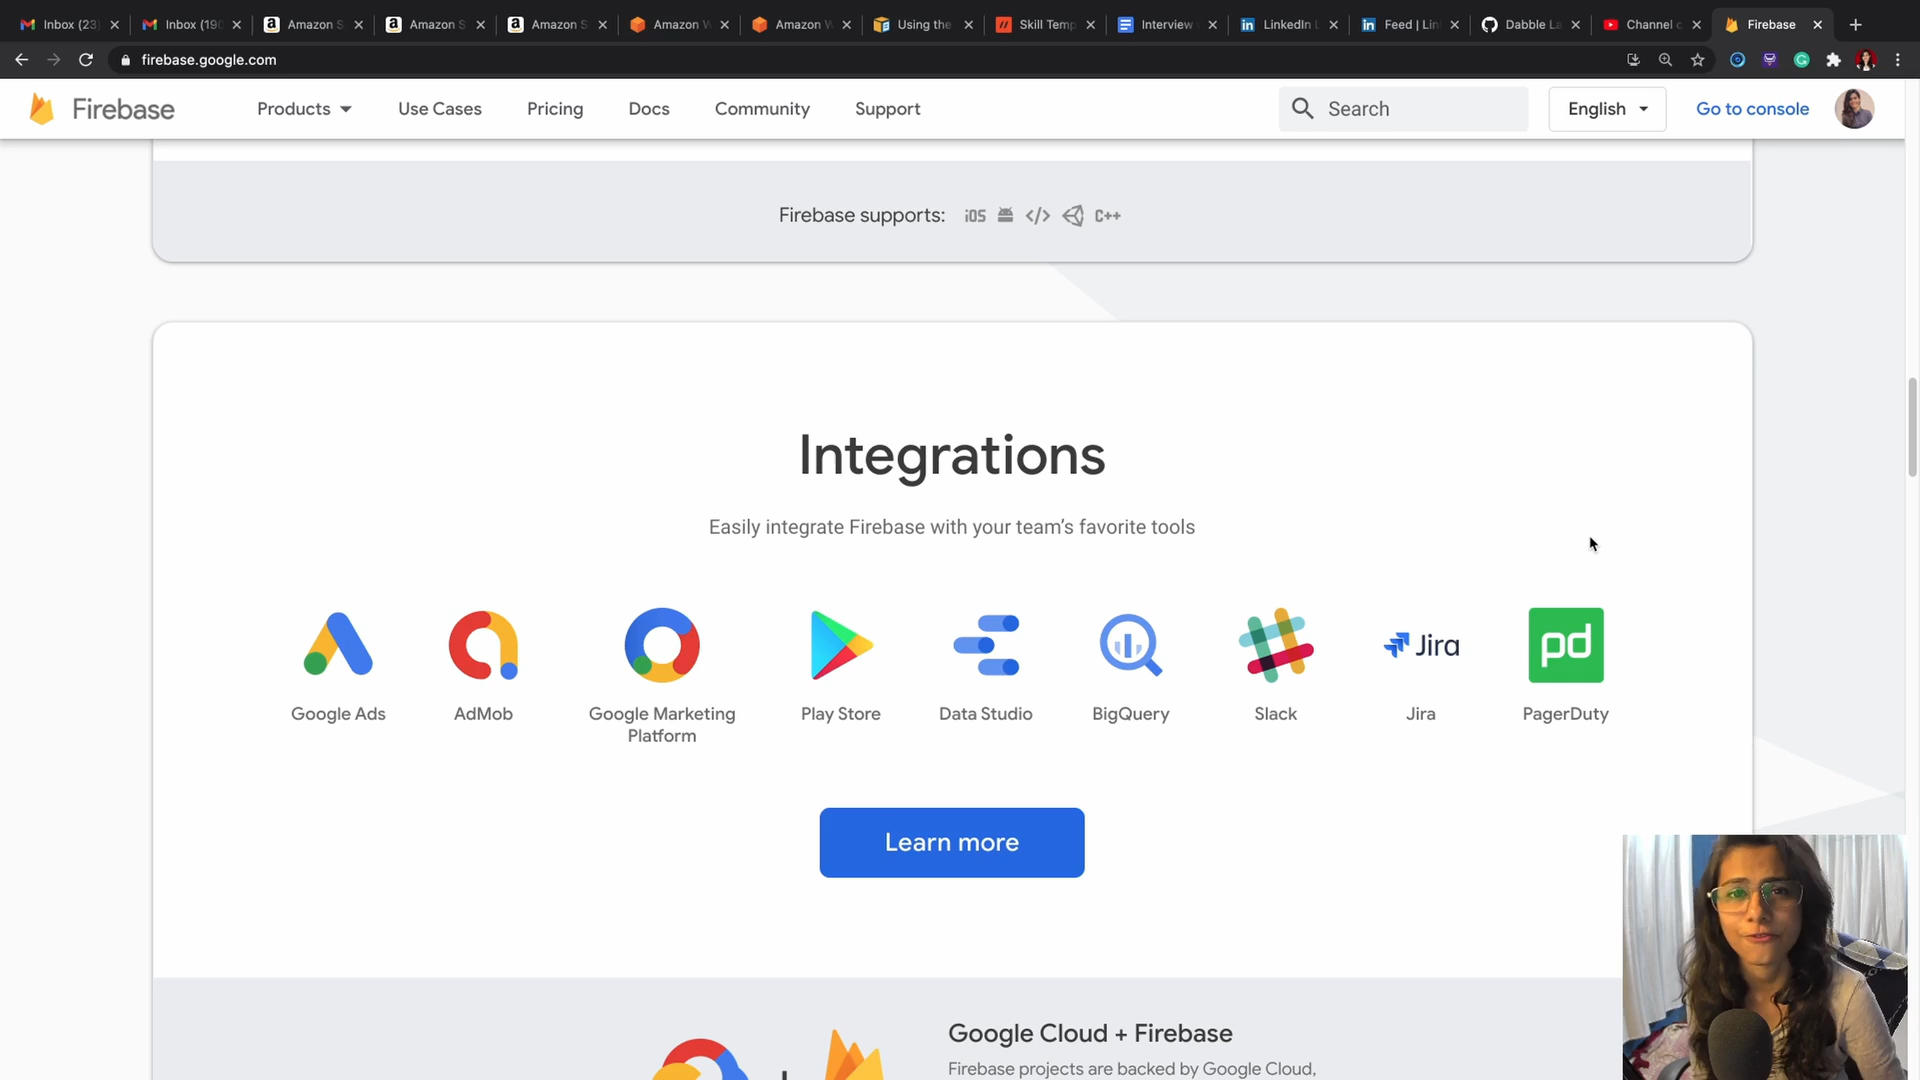 Inbox (23
Inbox (190
Amazon S
Amazon S
Amazon S
Amazon W
Amazon W
Using the
Skill Temp
Interview
LinkedIn L
Feed | Lin
Dabble La
Channel c
Firebase
firebase.google.com
Firebase
Products
Use Cases
Pricing
Docs
Community
Support
Search
English
Go to console
Firebase supports: iOS </> C++
Integrations
Easily integrate Firebase with your team's favorite tools
Jira
pd
Google Ads
AdMob
Google Marketing
Platform
Play Store
Data Studio
BigQuery
Slack
Jira
PagerDuty
Learn more
Google Cloud + Firebase
Firebase projects are backed by Google Cloud,